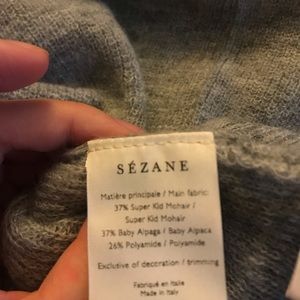 SÉZANE
Matière principale / Main fabric:
37% Super Kid Mohair /
Super Kid Mohair
37% Baby Alpaga / Baby Alpaca
26% Polyamide / Polyamide
Exclusive of decoration / trimming
Fabriqué en Italie
Made in Italy